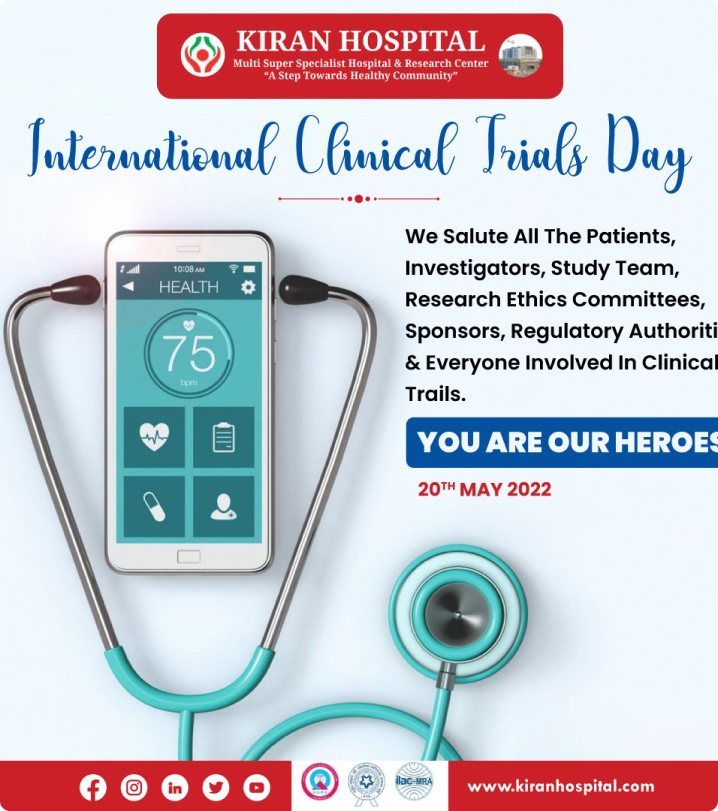 KIRAN HOSPITAL
Multi Super Specialist Hospital & Research Center
“A Step Towards Healthy Community”
International Clinical Trials Day
We Salute All The Patients,
Investigators, Study Team,
Research Ethics Committees,
Sponsors, Regulatory Authoriti
& Everyone Involved In Clinical
Trails.
YOU ARE OUR HEROES
20TH MAY 2022
10:08 AM
HEALTH
75
bpm
ilac-MRA
www.kiranhospital.com